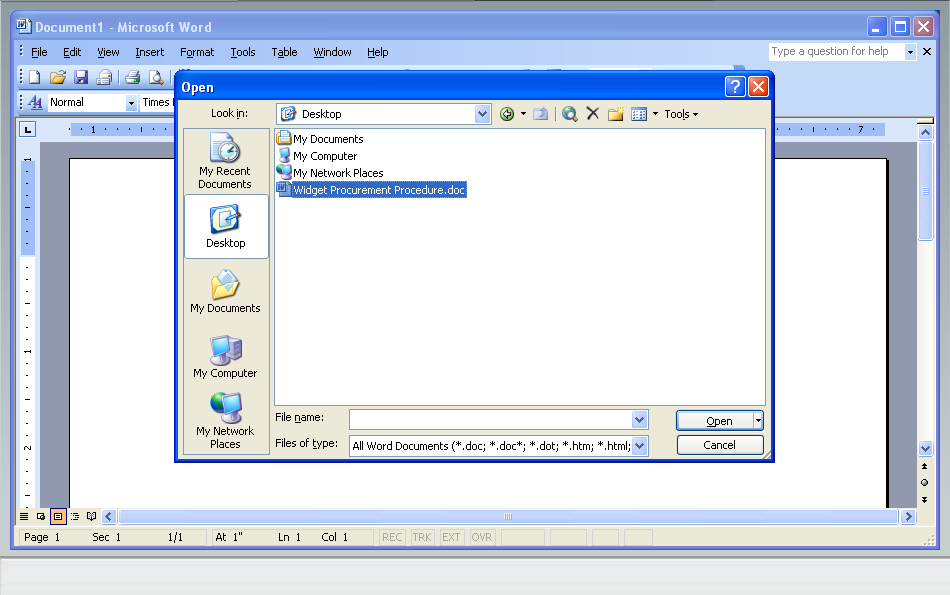 Document1 - Microsoft Word
File Edit View Insert Format Tools Table Window Help
Type a question for help
Normal
Times
Open
Look in:
Desktop
Tools
1
7
My Recent
Documents
Desktop
My Documents
My Computer
My Network
Places
My Documents
My Computer
My Network Places
Widget Procurement Procedure.doc
1
2
File name:
Open
Files of type:
All Word Documents (*.doc; *.doc*; *.dot; *.htm; *.html;
Cancel
Page 1 Sec 1 1/1 At 1" Ln 1 Col 1 REC TRK EXT OVR